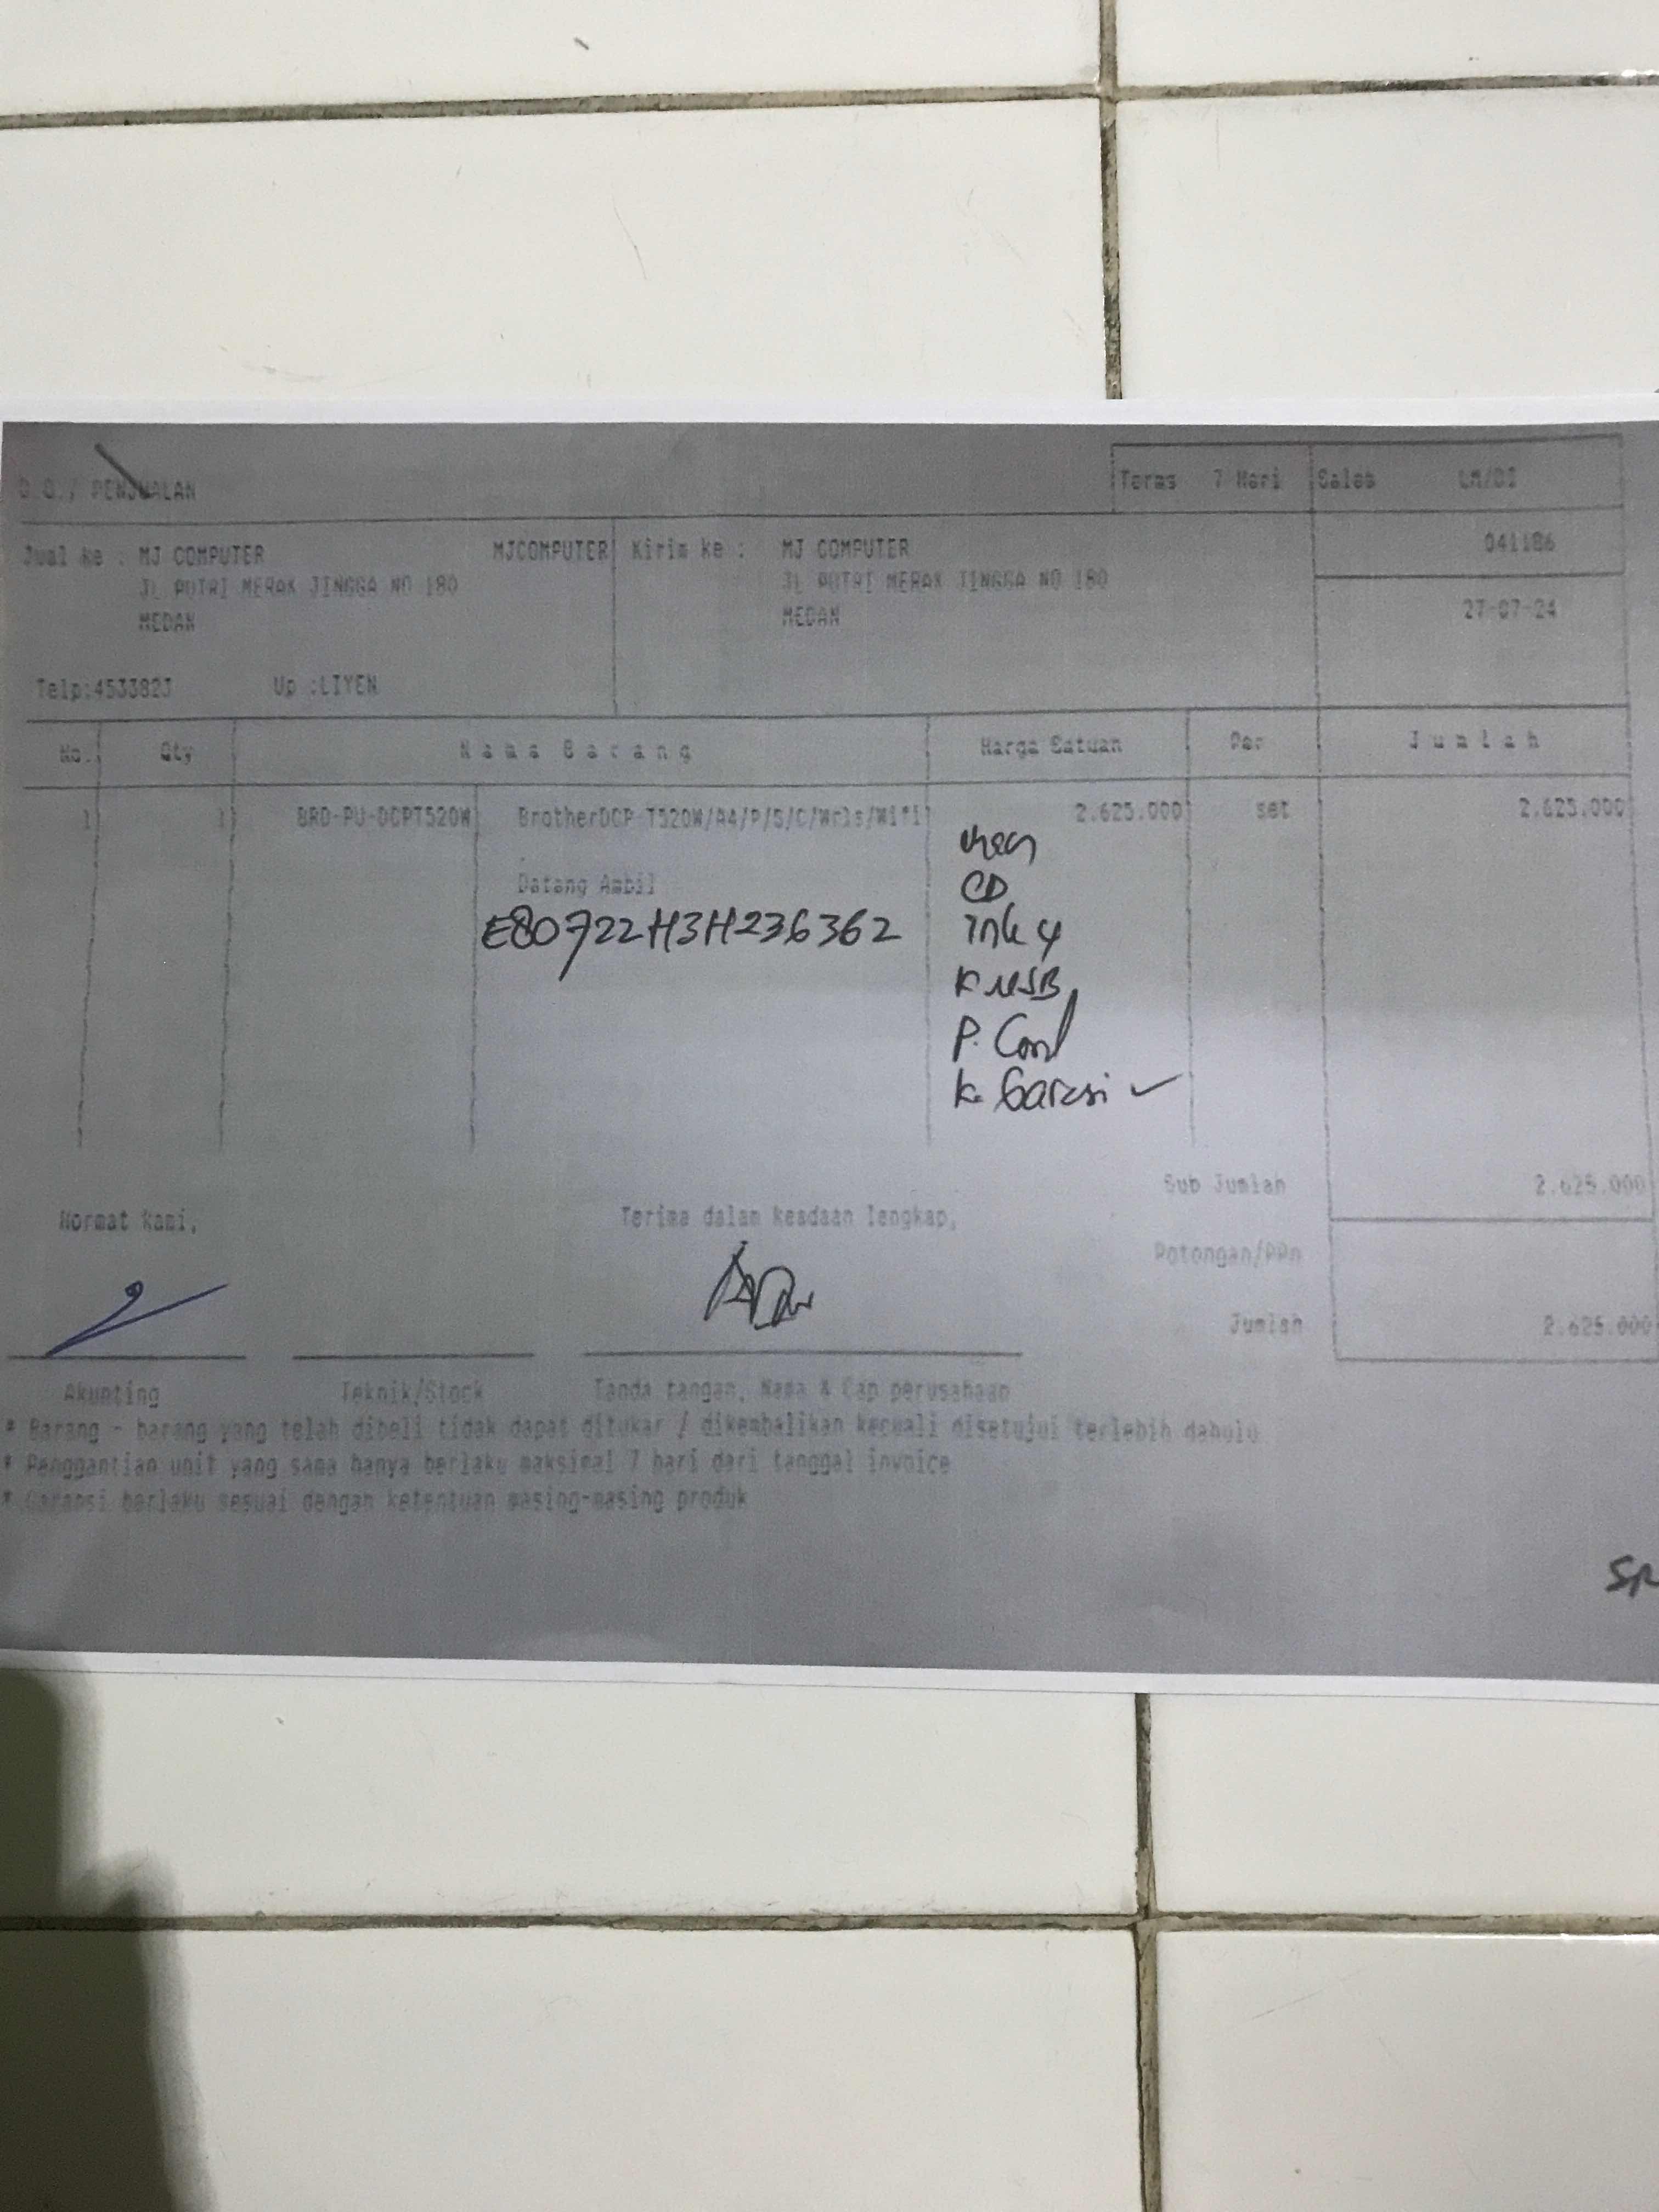 PENJUALAN
Terms 7 Hari Sales
Jual ke : MJ COMPUTER MJCOMPUTER Kirim ke : MJ COMPUTER 041186
JL PUTRI MERAK JINGGA NO 180 JL PUTRI MERAK JINGGA NO 180
MEDAN MEDAN 27-07-24
Telp:4533823 Up :LIYEN
No. Qty Nama Barang Harga Satuan Per Jumlah
1 1 BRO-PU-DCPT520W BrotherDCP T520W/A4/P/S/C/Wrls/Wifi 2.625.000 set 2.625.000
Datang Ambil CD
E80722H3H236362 Ink 4
K USB
P. Cord
K. Garansi ✓
Sub Jumlah 2.625.000
Hormat Kami, Terima dalam keadaan lengkap,
Potongan/PPn
Jumlah 2.625.000
Akunting Teknik/Stock Tanda tangan, Nama & Cap perusahaan
* Barang - barang yang telah dibeli tidak dapat ditukar / dikembalikan kecuali disetujui terlebih dahulu
* Penggantian unit yang sama hanya berlaku maksimal 7 hari dari tanggal invoice
* Garansi berlaku sesuai dengan ketentuan masing-masing produk